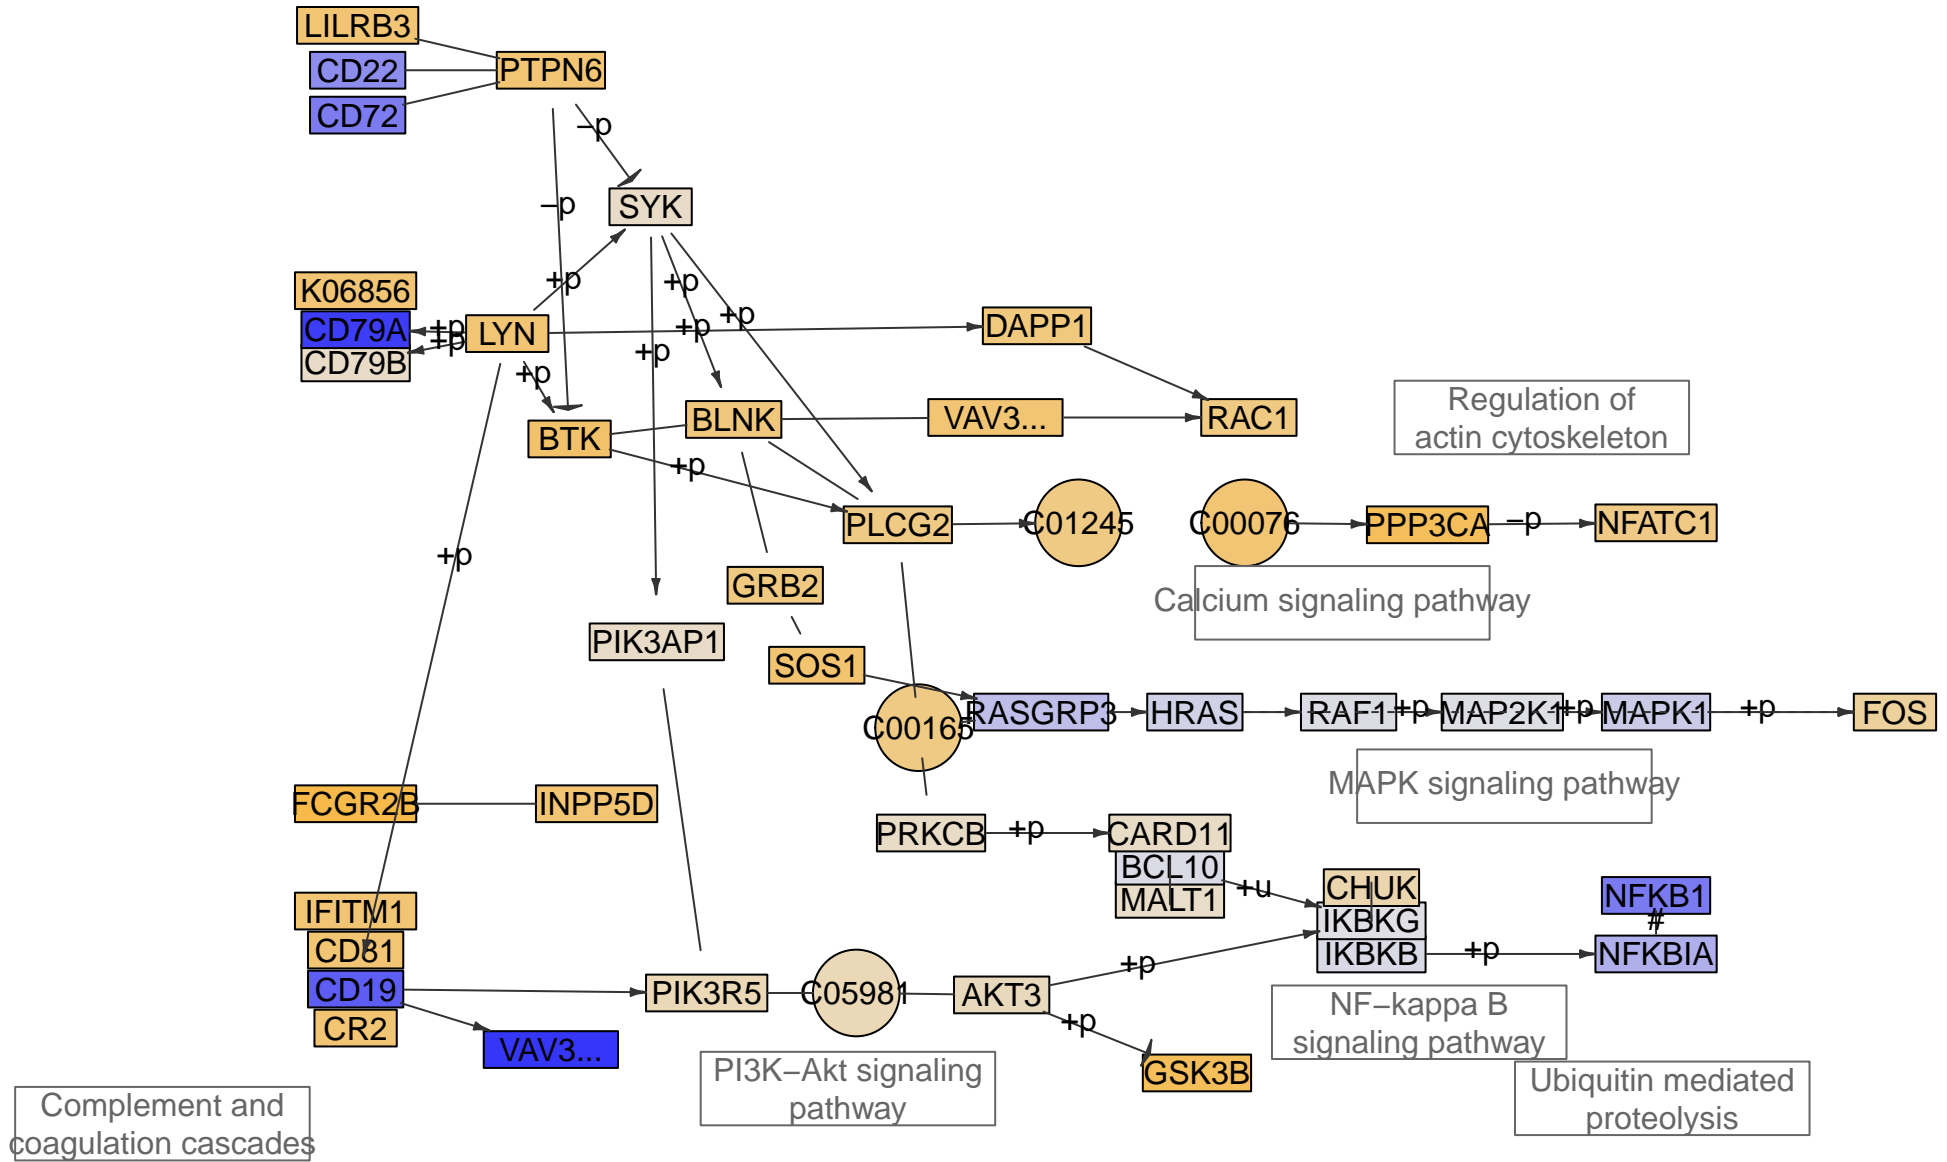 LILRB3
CD22
PTPN6
CD72
–p
–p
SYK
+p
+p
K06856
+p
CD79A
+p
LYN
+p
DAPP1
CD79B
+p
+p
+p
BTK
BLNK
VAV3...
RAC1
Regulation of
actin cytoskeleton
+p
PLCG2
C01245
C00076
PPP3CA
–p
NFATC1
+p
GRB2
Calcium signaling pathway
PIK3AP1
SOS1
C00165
RASGRP3
HRAS
RAF1
+p
MAP2K1
+p
MAPK1
+p
FOS
MAPK signaling pathway
FCGR2B
INPP5D
PRKCB
+p
CARD11
BCL10
MALT1
+u
CHUK
IKBKG
IKBKB
+p
NFKB1
#
NFKBIA
IFITM1
CD81
CD19
CR2
VAV3...
PIK3R5
C05981
AKT3
+p
+p
GSK3B
NF–kappa B
signaling pathway
PI3K–Akt signaling
pathway
Ubiquitin mediated
proteolysis
Complement and
coagulation cascades